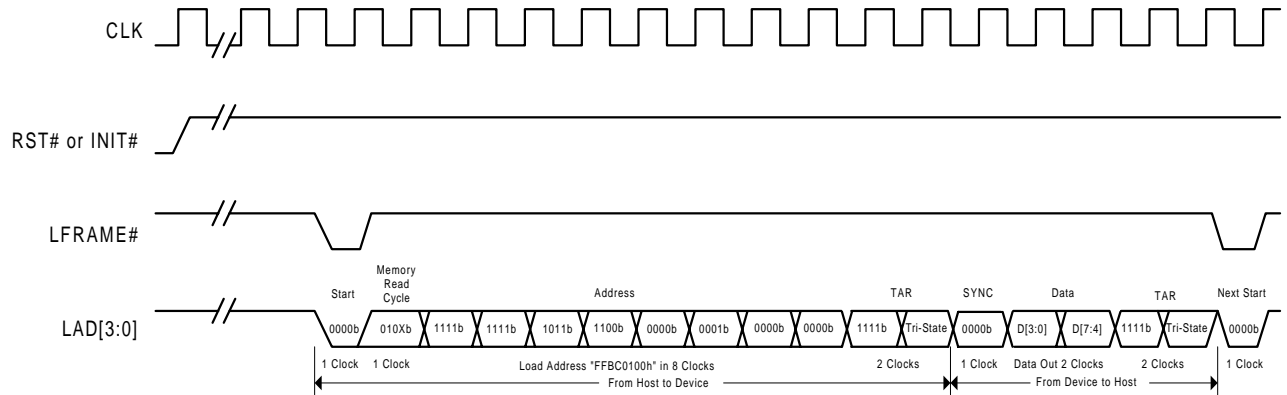 CLK
RST# or INIT#
LFRAME#
Memory
Read
Cycle
Start Address TAR SYNC Data TAR Next Start
LAD[3:0] 0000b 010Xb 1111b 1111b 1011b 1100b 0000b 0001b 0000b 0000b 1111b Tri-State 0000b D[3:0] D[7:4] 1111b Tri-State 0000b
1 Clock 1 Clock Load Address "FFBC0100h" in 8 Clocks 2 Clocks 1 Clock Data Out 2 Clocks 2 Clocks 1 Clock
From Host to Device From Device to Host